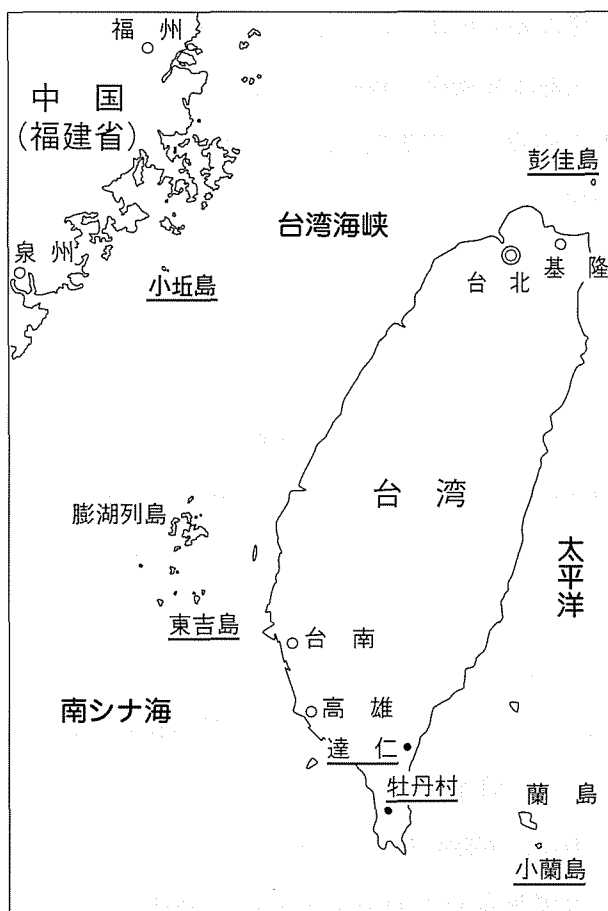 福州
中国
(福建省)
彭佳島
台湾海峡
泉州
基隆
台北
小坵島
台湾
膨湖列島
太平洋
東吉島
台南
南シナ海
高雄
達仁
牡丹村
蘭島
小蘭島